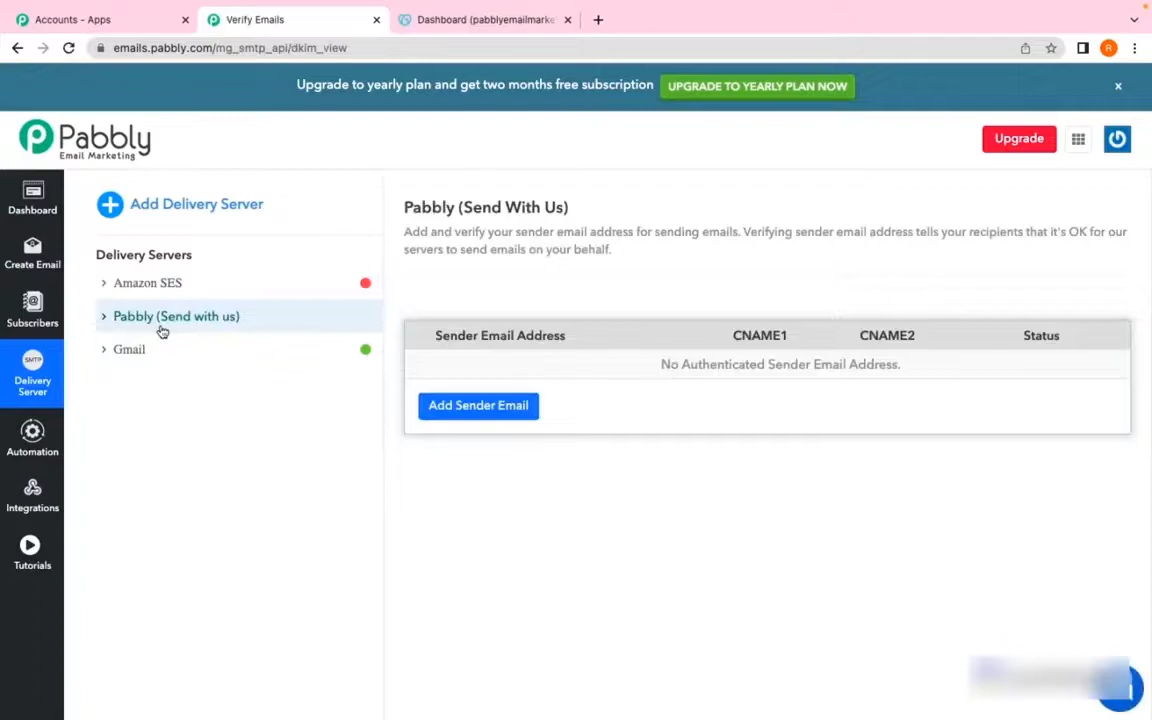 Accounts - Apps
Verify Emails
Dashboard (pabblyemailmarke
emails.pabbly.com/mg_smtp_api/dkim_view
R
Upgrade to yearly plan and get two months free subscription
UPGRADE TO YEARLY PLAN NOW
x
Pabbly
Email Marketing
Upgrade
Dashboard
Create Email
Subscribers
SMTP
Delivery
Server
Automation
Integrations
Tutorials
Add Delivery Server
Delivery Servers
Amazon SES
Pabbly (Send with us)
Gmail
Pabbly (Send With Us)
Add and verify your sender email address for sending emails. Verifying sender email address tells your recipients that it's OK for our
servers to send emails on your behalf.
Sender Email Address CNAME1 CNAME2 Status
No Authenticated Sender Email Address.
Add Sender Email